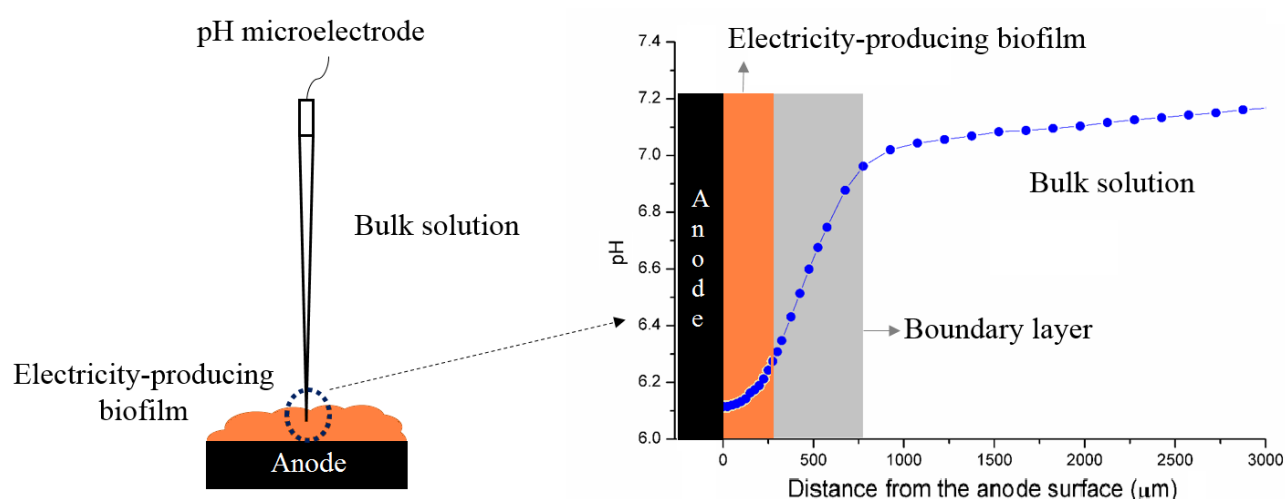 pH microelectrode
Bulk solution
Electricity-producing
biofilm
Anode
Electricity-producing biofilm
7.4
7.2
7.0
6.8
6.6
6.4
6.2
6.0
pH
Anode
Bulk solution
Boundary layer
0
500
1000
1500
2000
2500
3000
Distance from the anode surface (μm)